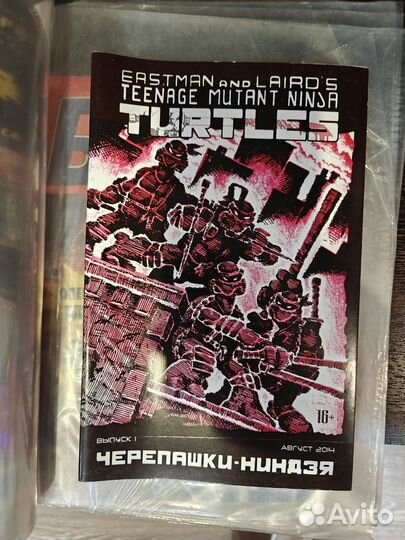 EASTMAN AND LAIRD'S
TEENAGE MUTANT NINJA
TURTLES
16+
ВЫПУСК 1
АВГУСТ 2014
ЧЕРЕПАШКИ-НИНДЗЯ
Avito